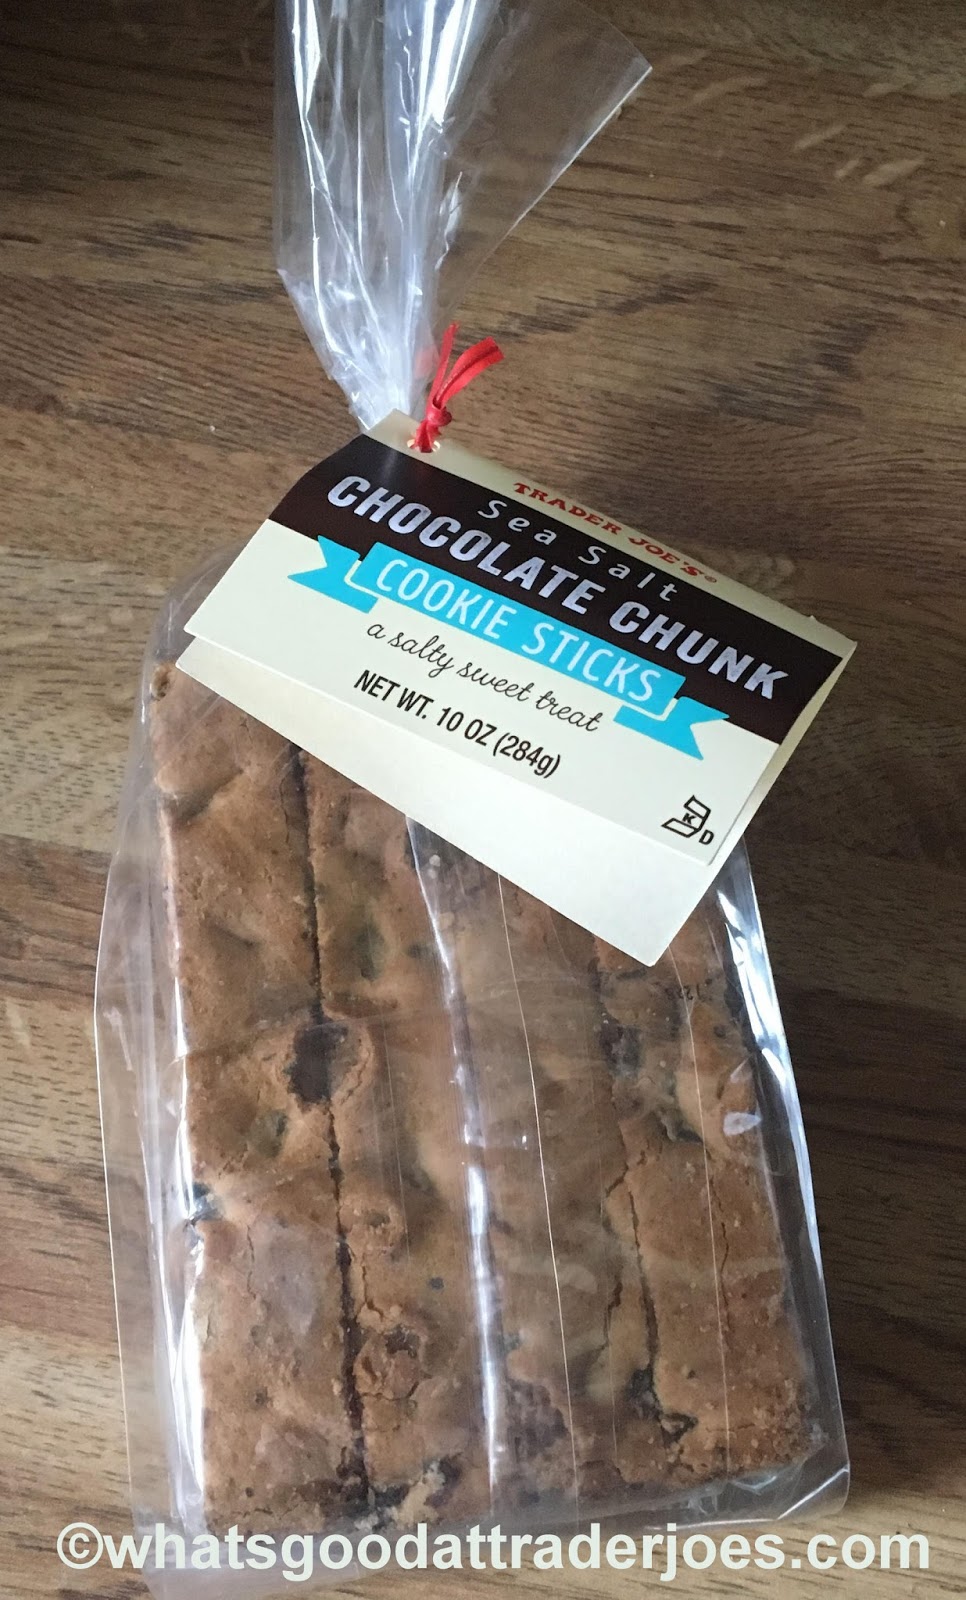 TRADER JOE'S®
Sea Salt
CHOCOLATE CHUNK
COOKIE STICKS
a salty sweet treat
NET WT. 10 OZ (284g)
K D
©whatsgoodattraderjoes.com